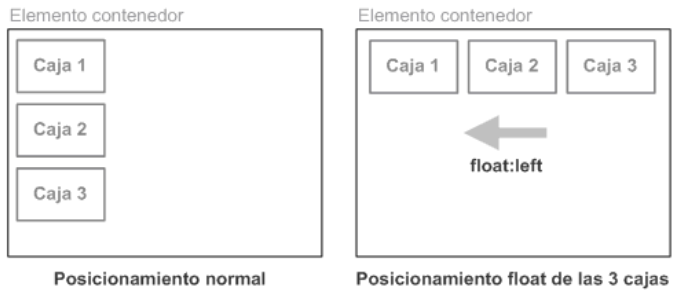 Elemento contenedor
Caja 1
Caja 2
Caja 3
Posicionamiento normal
Elemento contenedor
Caja 1 Caja 2 Caja 3
float:left
Posicionamiento float de las 3 cajas